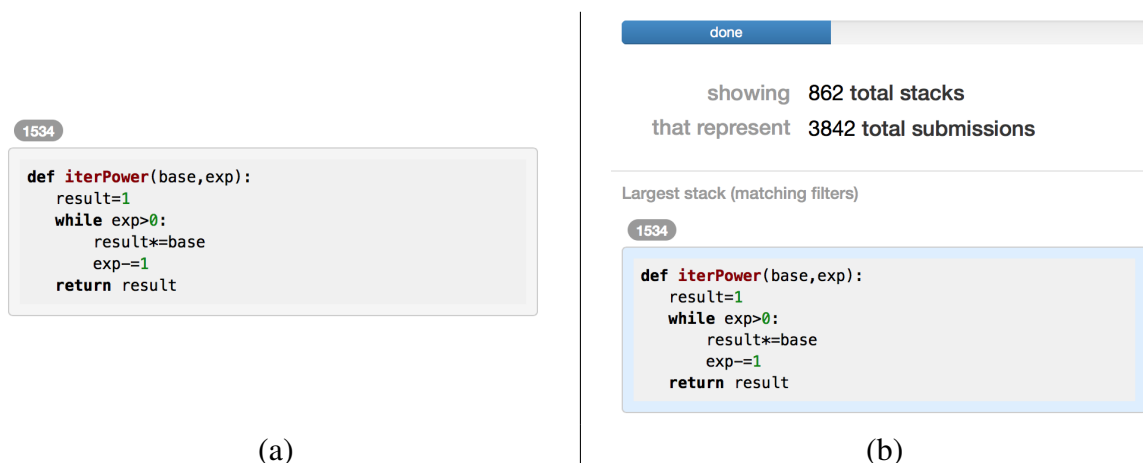 1534
def iterPower(base,exp):
result=1
while exp>0:
result*=base
exp-=1
return result
(a)
done
showing 862 total stacks
that represent 3842 total submissions
Largest stack (matching filters)
1534
def iterPower(base,exp):
result=1
while exp>0:
result*=base
exp-=1
return result
(b)